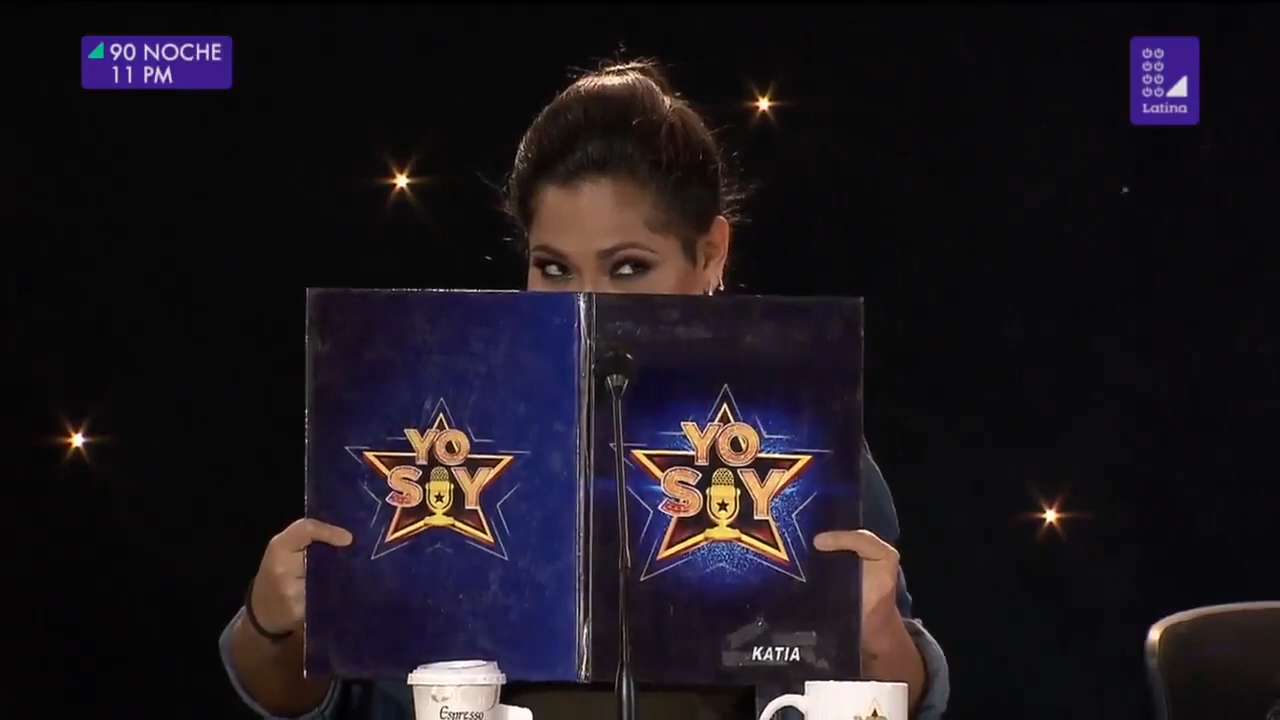 90 NOCHE
11 PM
Latina
YO
SOY
YO
SOY
KATIA
Espresso